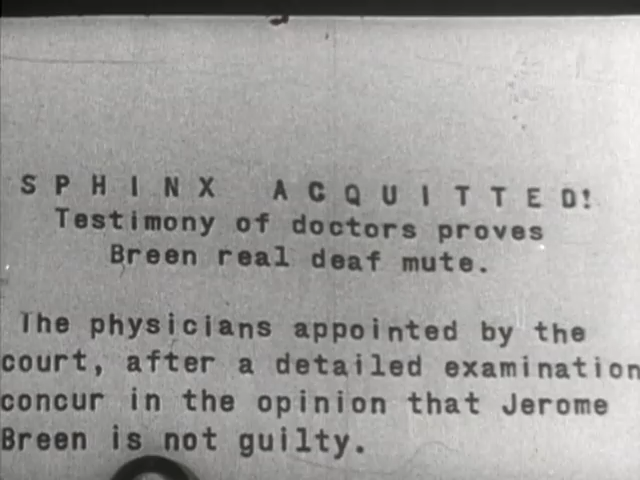 SPHINX ACQUITTED!
Testimony of doctors proves
Breen real deaf mute.
The physicians appointed by the
court, after a detailed examination
concur in the opinion that Jerome
Breen is not guilty.